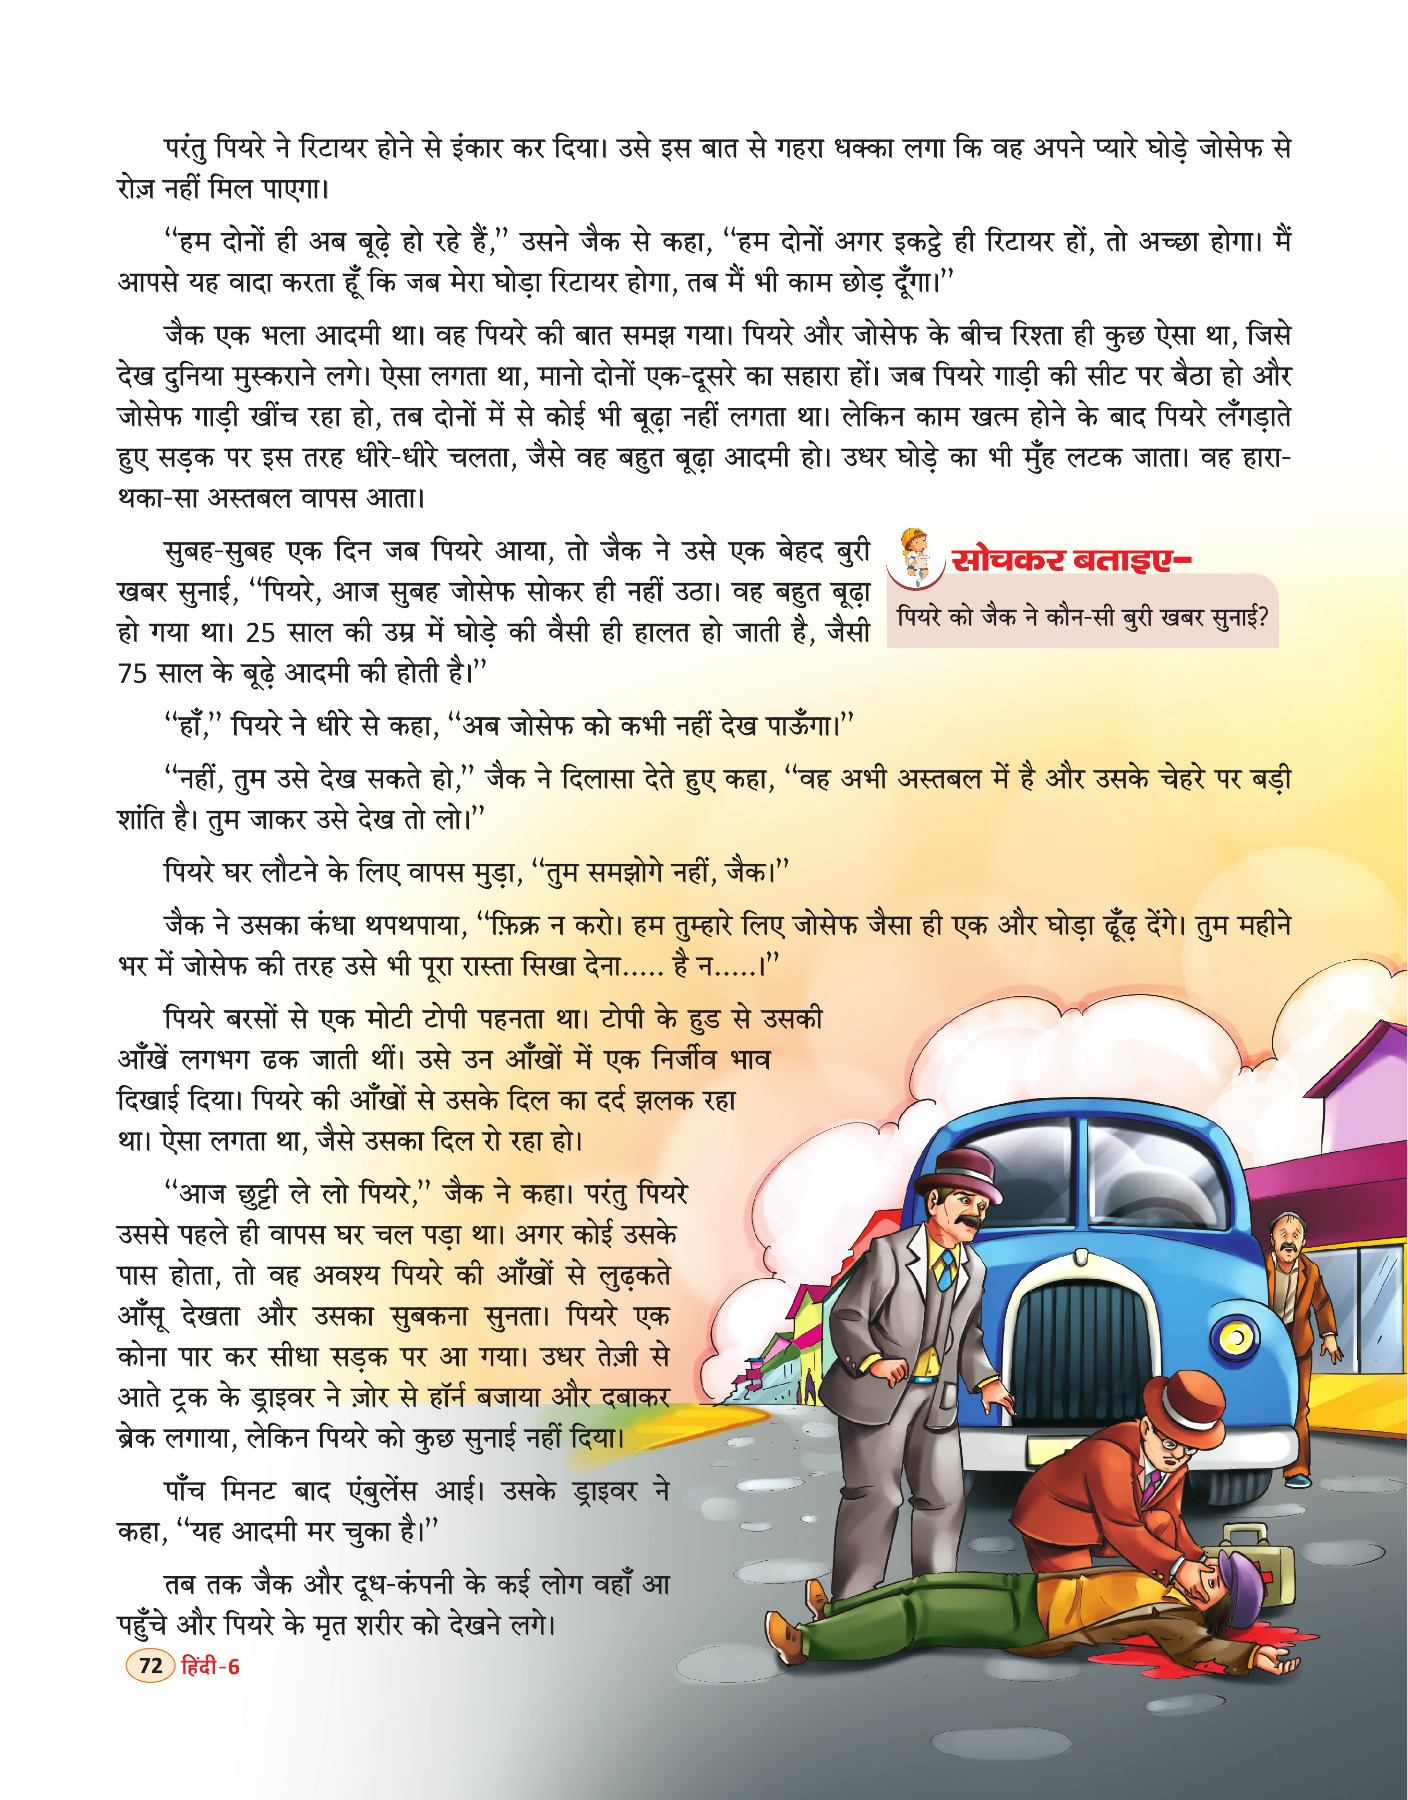 परंतु पियरे ने रिटायर होने से इंकार कर दिया। उसे इस बात से गहरा धक्का लगा कि वह अपने प्यारे घोड़े जोसेफ से
रोज़ नहीं मिल पाएगा।
“हम दोनों ही अब बूढ़े हो रहे हैं,” उसने जैक से कहा, “हम दोनों अगर इकट्ठे ही रिटायर हों, तो अच्छा होगा। मैं
आपसे यह वादा करता हूँ कि जब मेरा घोड़ा रिटायर होगा, तब मैं भी काम छोड़ दूँगा।”
जैक एक भला आदमी था। वह पियरे की बात समझ गया। पियरे और जोसेफ के बीच रिश्ता ही कुछ ऐसा था, जिसे
देख दुनिया मुस्कराने लगे। ऐसा लगता था, मानो दोनों एक-दूसरे का सहारा हों। जब पियरे गाड़ी की सीट पर बैठा हो और
जोसेफ गाड़ी खींच रहा हो, तब दोनों में से कोई भी बूढ़ा नहीं लगता था। लेकिन काम खत्म होने के बाद पियरे लँगड़ाते
हुए सड़क पर इस तरह धीरे-धीरे चलता, जैसे वह बहुत बूढ़ा आदमी हो। उधर घोड़े का भी मुँह लटक जाता। वह हारा-
थका-सा अस्तबल वापस आता।
सुबह-सुबह एक दिन जब पियरे आया, तो जैक ने उसे एक बेहद बुरी
खबर सुनाई, “पियरे, आज सुबह जोसेफ सोकर ही नहीं उठा। वह बहुत बूढ़ा
हो गया था। 25 साल की उम्र में घोड़े की वैसी ही हालत हो जाती है, जैसी
75 साल के बूढ़े आदमी की होती है।”
सोचकर बताइए–
पियरे को जैक ने कौन-सी बुरी खबर सुनाई?
“हाँ,” पियरे ने धीरे से कहा, “अब जोसेफ को कभी नहीं देख पाऊँगा।”
“नहीं, तुम उसे देख सकते हो,” जैक ने दिलासा देते हुए कहा, “वह अभी अस्तबल में है और उसके चेहरे पर बड़ी
शांति है। तुम जाकर उसे देख तो लो।”
पियरे घर लौटने के लिए वापस मुड़ा, “तुम समझोगे नहीं, जैक।”
जैक ने उसका कंधा थपथपाया, “फ़िक्र न करो। हम तुम्हारे लिए जोसेफ जैसा ही एक और घोड़ा ढूँढ़ देंगे। तुम महीने
भर में जोसेफ की तरह उसे भी पूरा रास्ता सिखा देना..... है न.....।”
पियरे बरसों से एक मोटी टोपी पहनता था। टोपी के हुड से उसकी
आँखें लगभग ढक जाती थीं। उसे उन आँखों में एक निर्जीव भाव
दिखाई दिया। पियरे की आँखों से उसके दिल का दर्द झलक रहा
था। ऐसा लगता था, जैसे उसका दिल रो रहा हो।
“आज छुट्टी ले लो पियरे,” जैक ने कहा। परंतु पियरे
उससे पहले ही वापस घर चल पड़ा था। अगर कोई उसके
पास होता, तो वह अवश्य पियरे की आँखों से लुढ़कते
आँसू देखता और उसका सुबकना सुनता। पियरे एक
कोना पार कर सीधा सड़क पर आ गया। उधर तेज़ी से
आते ट्रक के ड्राइवर ने ज़ोर से हॉर्न बजाया और दबाकर
ब्रेक लगाया, लेकिन पियरे को कुछ सुनाई नहीं दिया।
पाँच मिनट बाद एंबुलेंस आई। उसके ड्राइवर ने
कहा, “यह आदमी मर चुका है।”
तब तक जैक और दूध-कंपनी के कई लोग वहाँ आ
पहुँचे और पियरे के मृत शरीर को देखने लगे।
72 हिंदी-6